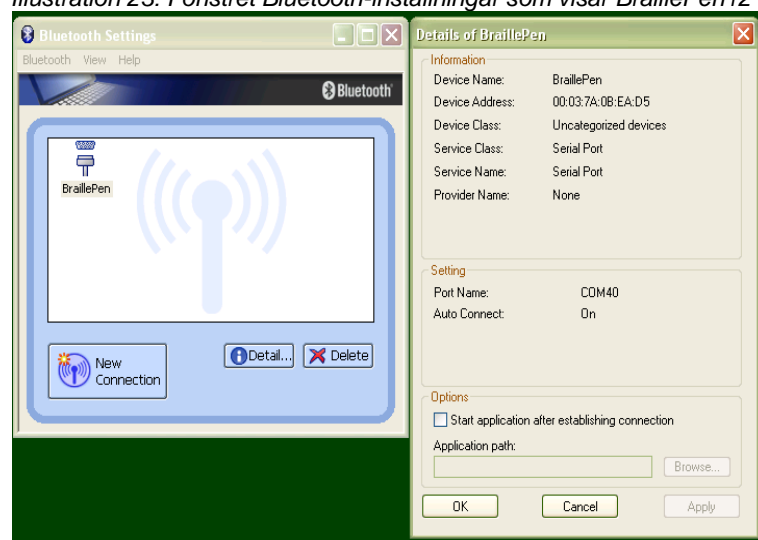 Illustration 23: Fönstret Bluetooth-inställningar som visar BraillePen12
Bluetooth Settings
Bluetooth View Help
Bluetooth
BraillePen
New
Connection
Detail...
Delete
Details of BraillePen
Information
Device Name: BraillePen
Device Address: 00:03:7A:0B:EA:D5
Device Class: Uncategorized devices
Service Class: Serial Port
Service Name: Serial Port
Provider Name: None
Setting
Port Name: COM40
Auto Connect: On
Options
Start application after establishing connection
Application path:
Browse...
OK Cancel Apply